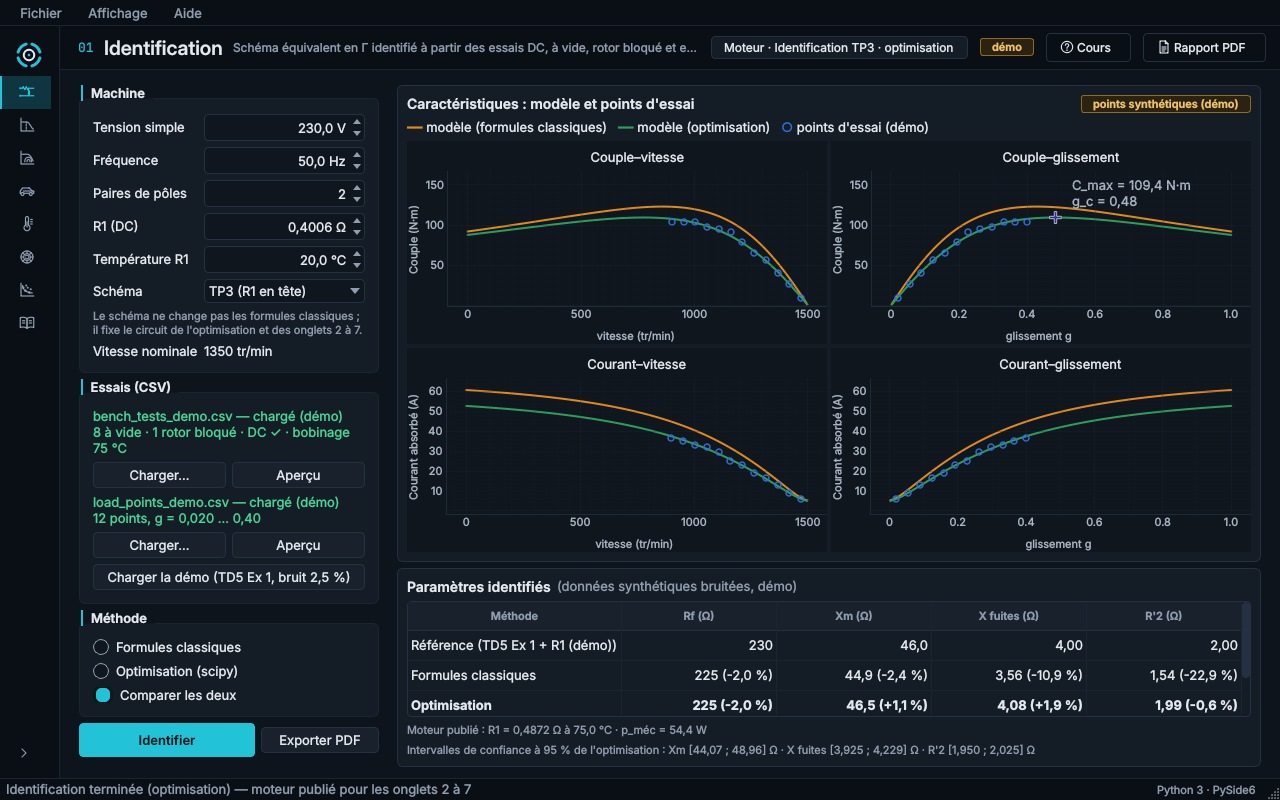 Fichier Affichage Aide
01 Identification Schéma équivalent en Γ identifié à partir des essais DC, à vide, rotor bloqué et e... Moteur · Identification TP3 · optimisation démo Cours Rapport PDF
Machine
Tension simple 230,0 V
Fréquence 50,0 Hz
Paires de pôles 2
R1 (DC) 0,4006 Ω
Température R1 20,0 °C
Schéma TP3 (R1 en tête)
Le schéma ne change pas les formules classiques ;
il fixe le circuit de l'optimisation et des onglets 2 à 7.
Vitesse nominale 1350 tr/min
Essais (CSV)
bench_tests_demo.csv — chargé (démo)
8 à vide · 1 rotor bloqué · DC ✓ · bobinage
75 °C
Charger... Aperçu
load_points_demo.csv — chargé (démo)
12 points, g = 0,020 ... 0,40
Charger... Aperçu
Charger la démo (TD5 Ex 1, bruit 2,5 %)
Méthode
Formules classiques
Optimisation (scipy)
Comparer les deux
Identifier Exporter PDF
Caractéristiques : modèle et points d'essai points synthétiques (démo)
modèle (formules classiques) modèle (optimisation) points d'essai (démo)
Couple–vitesse
Couple (N·m)
150
100
50
0 500 1000 1500
vitesse (tr/min)
Couple–glissement
C_max = 109,4 N·m
g_c = 0,48
Couple (N·m)
150
100
50
0 0.2 0.4 0.6 0.8 1.0
glissement g
Courant–vitesse
Courant absorbé (A)
60
50
40
30
20
10
0 500 1000 1500
vitesse (tr/min)
Courant–glissement
Courant absorbé (A)
60
50
40
30
20
10
0 0.2 0.4 0.6 0.8 1.0
glissement g
Paramètres identifiés (données synthétiques bruitées, démo)
Méthode Rf (Ω) Xm (Ω) X fuites (Ω) R'2 (Ω)
Référence (TD5 Ex 1 + R1 (démo)) 230 46,0 4,00 2,00
Formules classiques 225 (-2,0 %) 44,9 (-2,4 %) 3,56 (-10,9 %) 1,54 (-22,9 %)
Optimisation 225 (-2,0 %) 46,5 (+1,1 %) 4,08 (+1,9 %) 1,99 (-0,6 %)
Moteur publié : R1 = 0,4872 Ω à 75,0 °C · p_méc = 54,4 W
Intervalles de confiance à 95 % de l'optimisation : Xm [44,07 ; 48,96] Ω · X fuites [3,925 ; 4,229] Ω · R'2 [1,950 ; 2,025] Ω
Identification terminée (optimisation) — moteur publié pour les onglets 2 à 7 Python 3 · PySide6